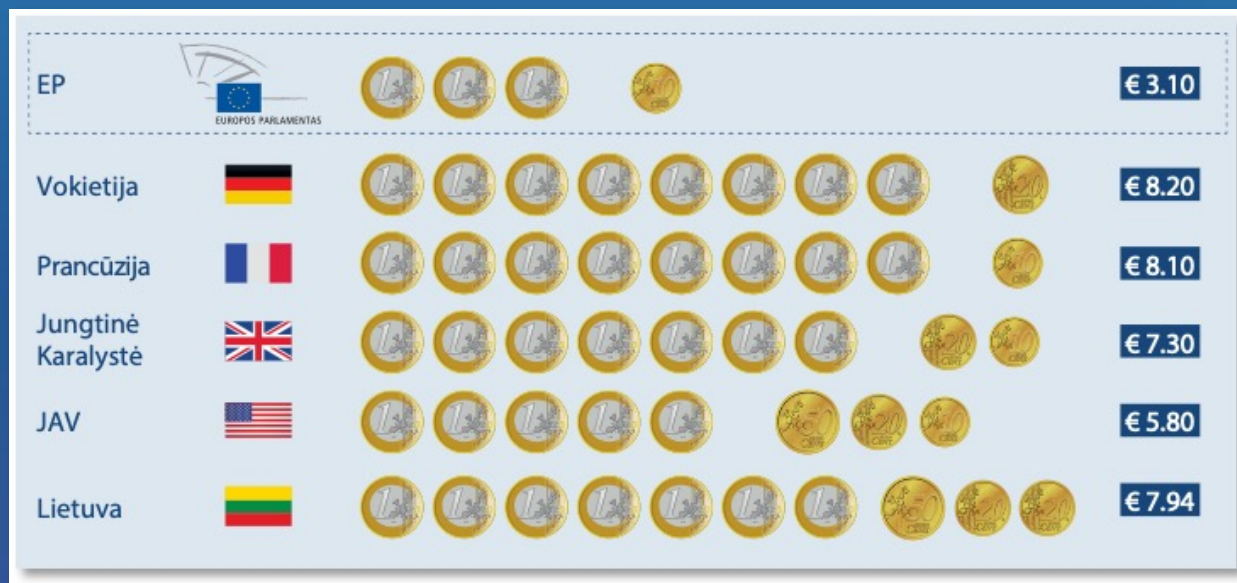 EP
EUROPOS PARLAMENTAS
€ 3.10
Vokietija
€ 8.20
Prancūzija
€ 8.10
Jungtinė
Karalystė
€ 7.30
JAV
€ 5.80
Lietuva
€ 7.94